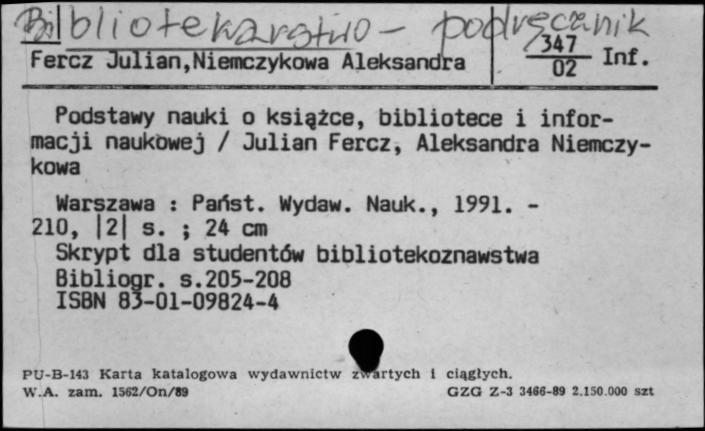 Bibliotekarstwo - podręcznik
Fercz Julian,Niemczykowa Aleksandra
347
02 Inf.
Podstawy nauki o książce, bibliotece i infor-
macji naukowej / Julian Fercz, Aleksandra Niemczy-
kowa
Warszawa : Państ. Wydaw. Nauk., 1991. -
210, |2| s. ; 24 cm
Skrypt dla studentów bibliotekoznawstwa
Bibliogr. s.205-208
ISBN 83-01-09824-4
PU-B-143 Karta katalogowa wydawnictw zwartych i ciągłych.
W.A. zam. 1562/On/89 GZG Z-3 3466-89 2.150.000 szt